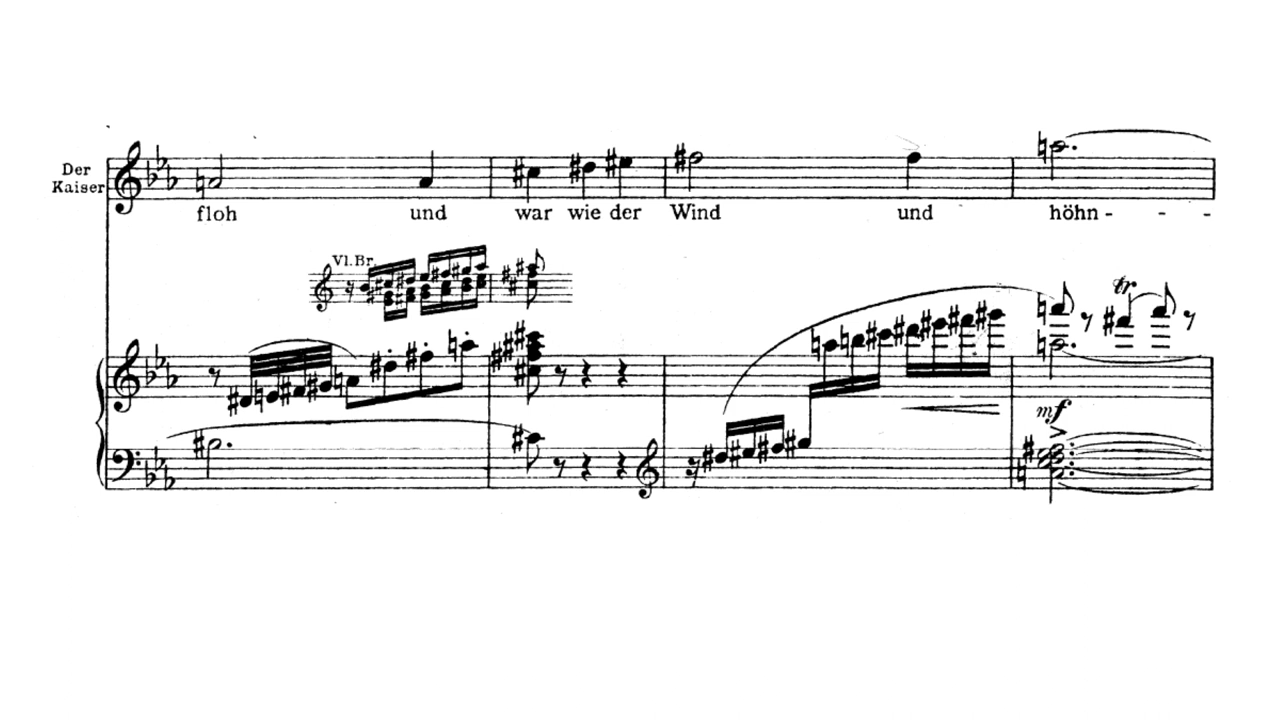 Der
Kaiser
floh und war wie der Wind und höhn - - -
Vl.Br.
tr
mf